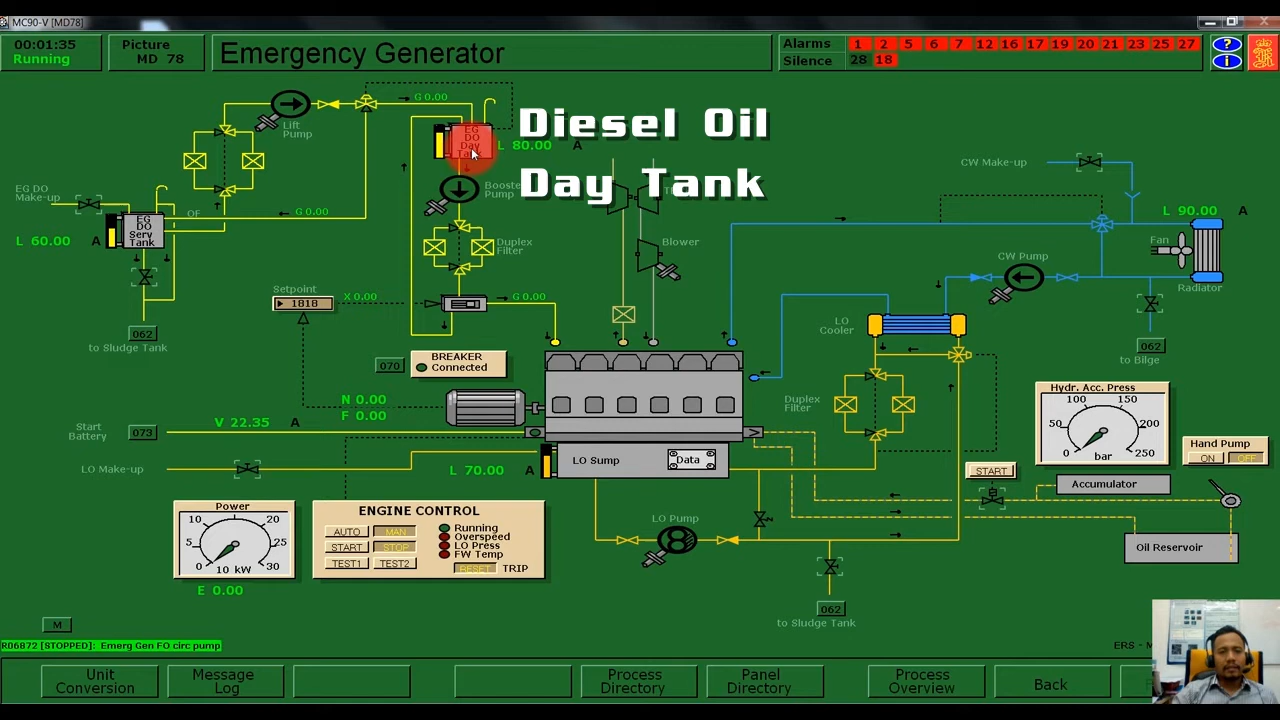 MC90-V [MD78]
00:01:35
Running
Picture
MD 78
Emergency Generator
Alarms 1 2 5 6 7 12 16 17 20 21 23 25 27
Silence 28 18
? i
Diesel Oil
Day Tank
Lift
Pump
G 0.00
EG
DO
Day
Tank
L 80.00 A
Booster
Pump
Duplex
Filter
EG DO
Make-up
OF
G 0.00
EG
DO
Serv
Tank
L 60.00 A
062
to Sludge Tank
Setpoint
1818
X 0.00
G 0.00
Blower
CW Make-up
L 90.00 A
Fan
CW Pump
Radiator
062
to Bilge
LO
Cooler
070
BREAKER
Connected
N 0.00
F 0.00
V 22.35 A
Start
Battery
073
LO Make-up
L 70.00 A
LO Sump
Data
Duplex
Filter
Hydr. Acc. Press
0 50 100 150 200 250
bar
Hand Pump
ON OFF
START
Accumulator
Oil Reservoir
LO Pump
062
to Sludge Tank
Power
0 5 10 20 25 30
10 kW
E 0.00
ENGINE CONTROL
AUTO MAN
START STOP
TEST1 TEST2
Running
Overspeed
LO Press
FW Temp
RESET TRIP
M
R06872 [STOPPED]: Emerg Gen FO circ pump
ERS - M
Unit
Conversion
Message
Log
Process
Directory
Panel
Directory
Process
Overview
Back